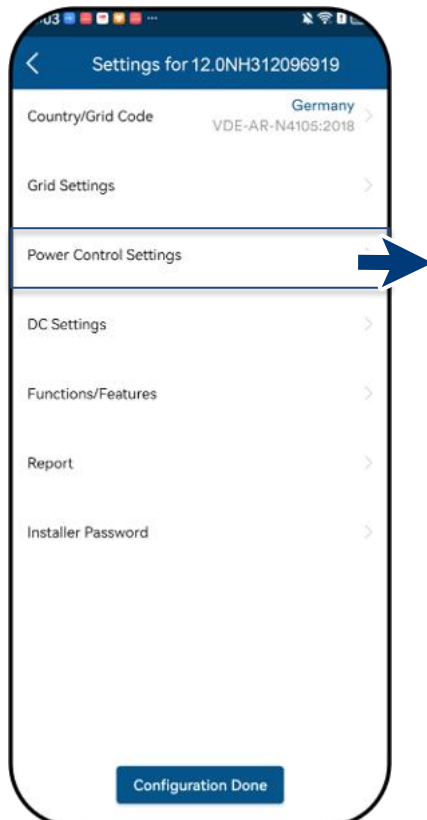 :03
Settings for 12.0NH312096919
Country/Grid Code
Germany
VDE-AR-N4105:2018
Grid Settings
Power Control Settings
DC Settings
Functions/Features
Report
Installer Password
Configuration Done